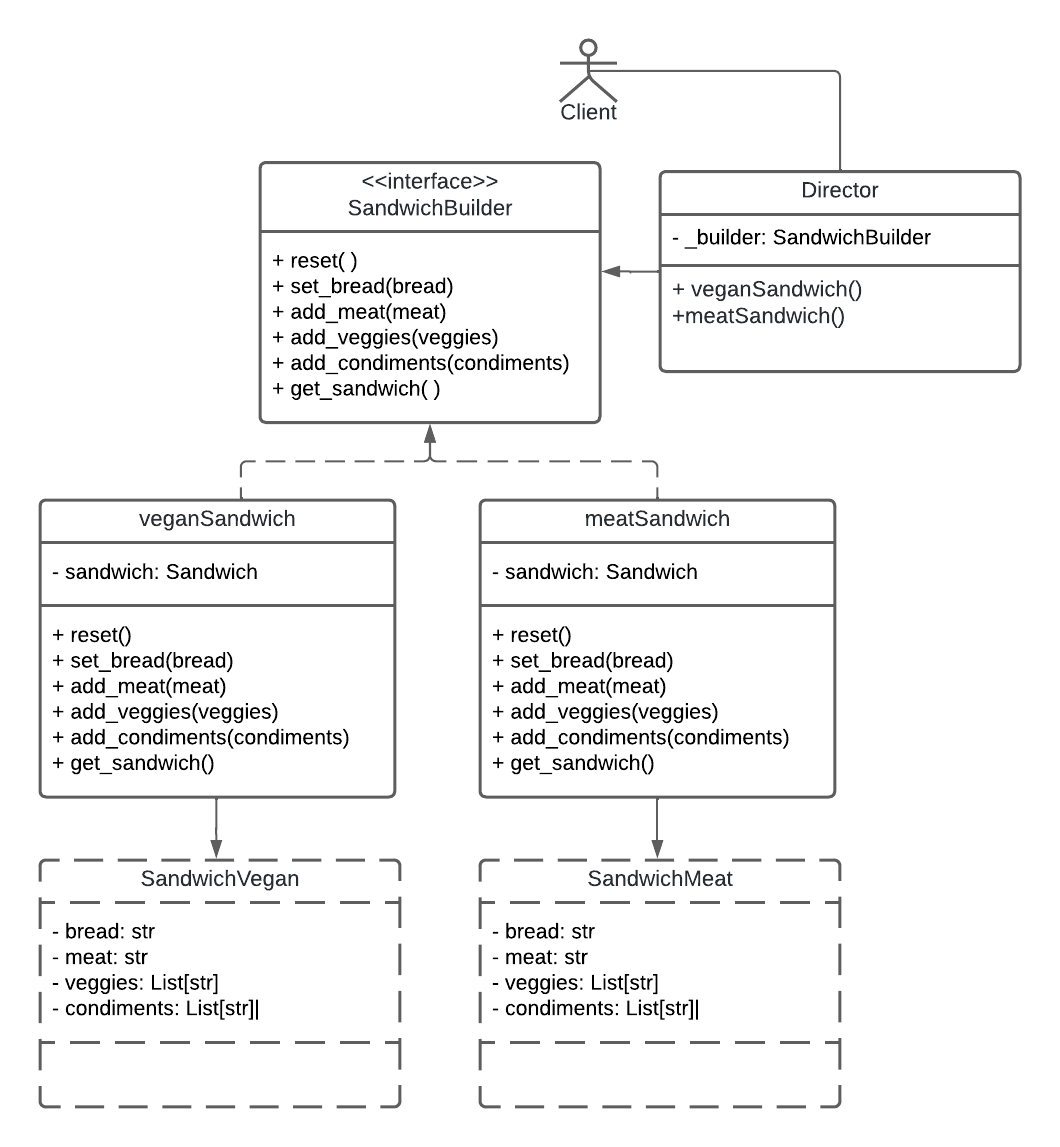 Client
<<interface>>
SandwichBuilder
+ reset( )
+ set_bread(bread)
+ add_meat(meat)
+ add_veggies(veggies)
+ add_condiments(condiments)
+ get_sandwich( )
Director
- _builder: SandwichBuilder
+ veganSandwich()
+meatSandwich()
veganSandwich
- sandwich: Sandwich
+ reset()
+ set_bread(bread)
+ add_meat(meat)
+ add_veggies(veggies)
+ add_condiments(condiments)
+ get_sandwich()
meatSandwich
- sandwich: Sandwich
+ reset()
+ set_bread(bread)
+ add_meat(meat)
+ add_veggies(veggies)
+ add_condiments(condiments)
+ get_sandwich()
SandwichVegan
- bread: str
- meat: str
- veggies: List[str]
- condiments: List[str]|
SandwichMeat
- bread: str
- meat: str
- veggies: List[str]
- condiments: List[str]|